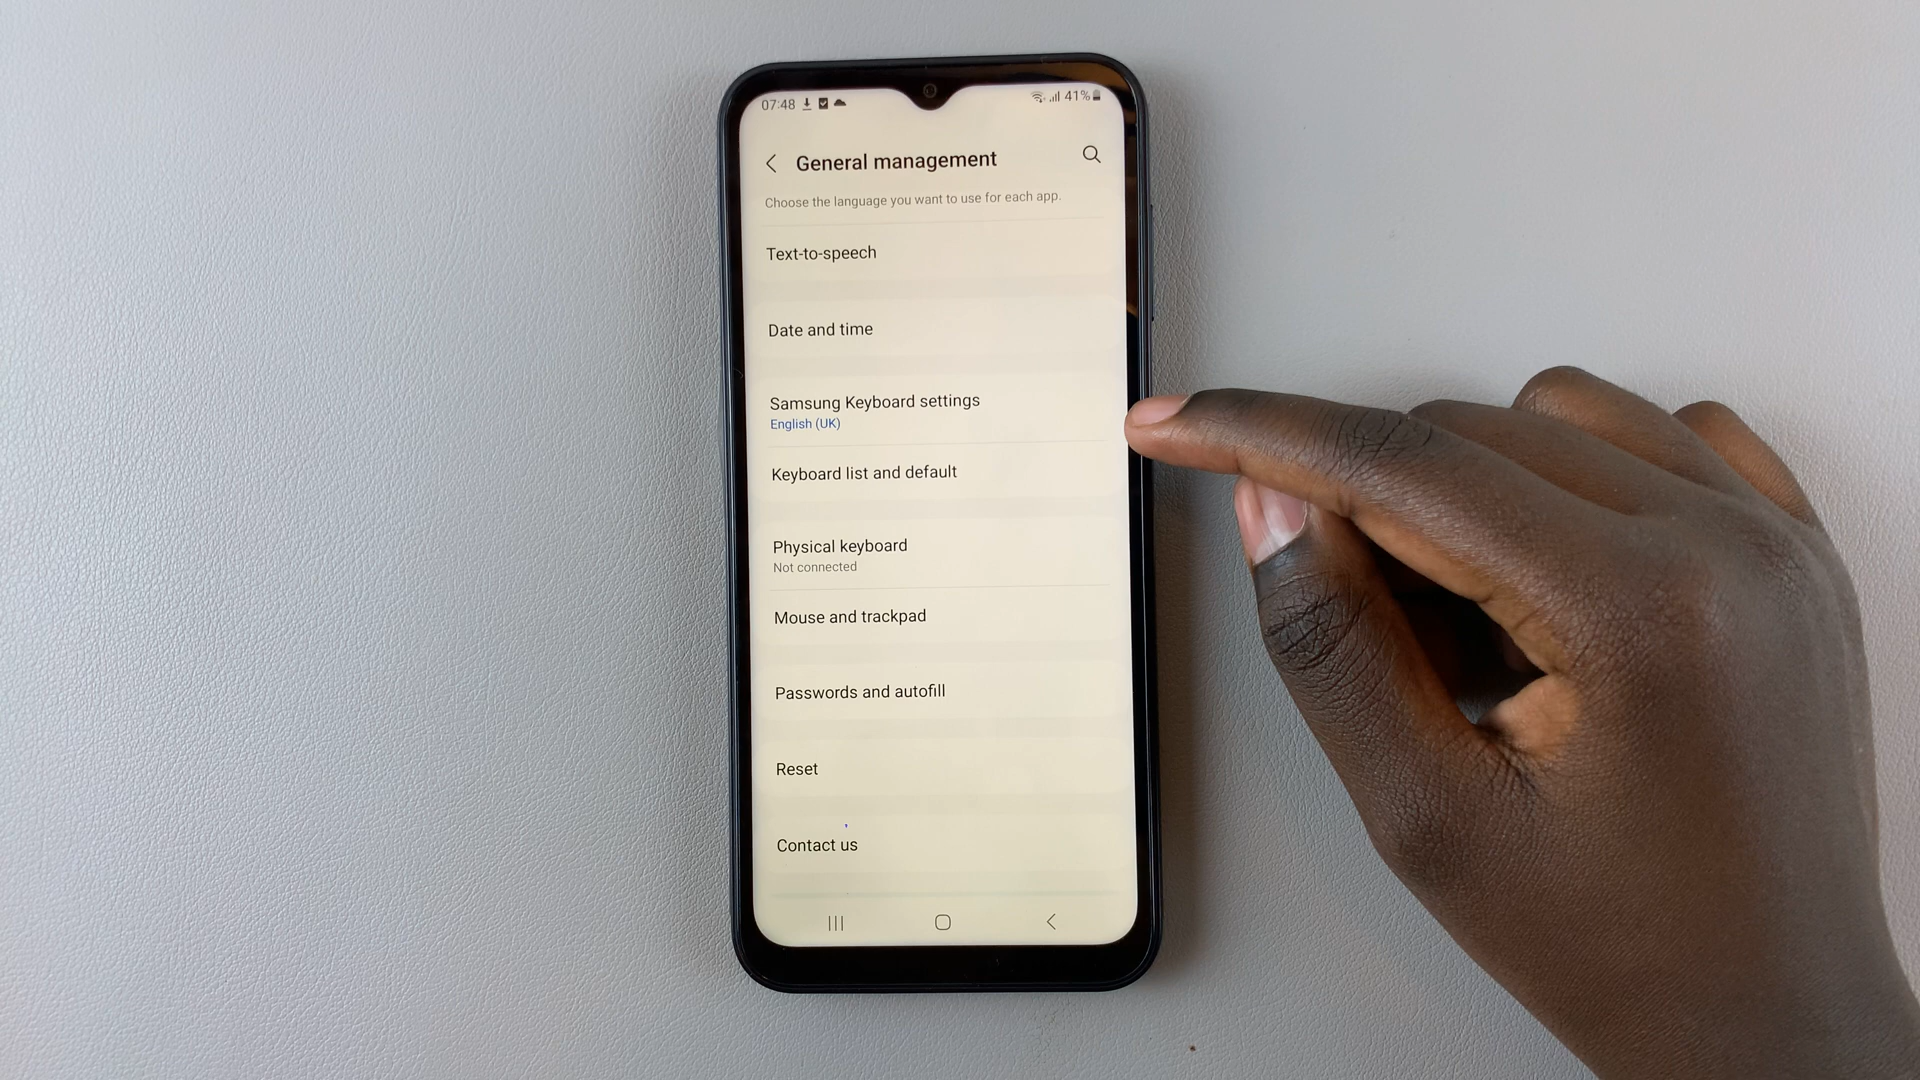 07:48 41%
General management
Choose the language you want to use for each app.
Text-to-speech
Date and time
Samsung Keyboard settings
English (UK)
Keyboard list and default
Physical keyboard
Not connected
Mouse and trackpad
Passwords and autofill
Reset
Contact us